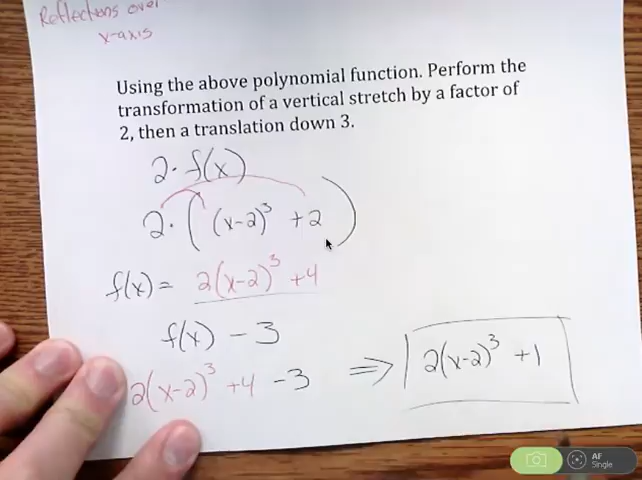 Reflections over
x-axis
Using the above polynomial function. Perform the
transformation of a vertical stretch by a factor of
2, then a translation down 3.
2·f(x)
2·((x-2)³ +2)
f(x) = 2(x-2)³ +4
f(x) - 3
2(x-2)³ +4 -3 ⟹ 2(x-2)³ +1
AF
Single